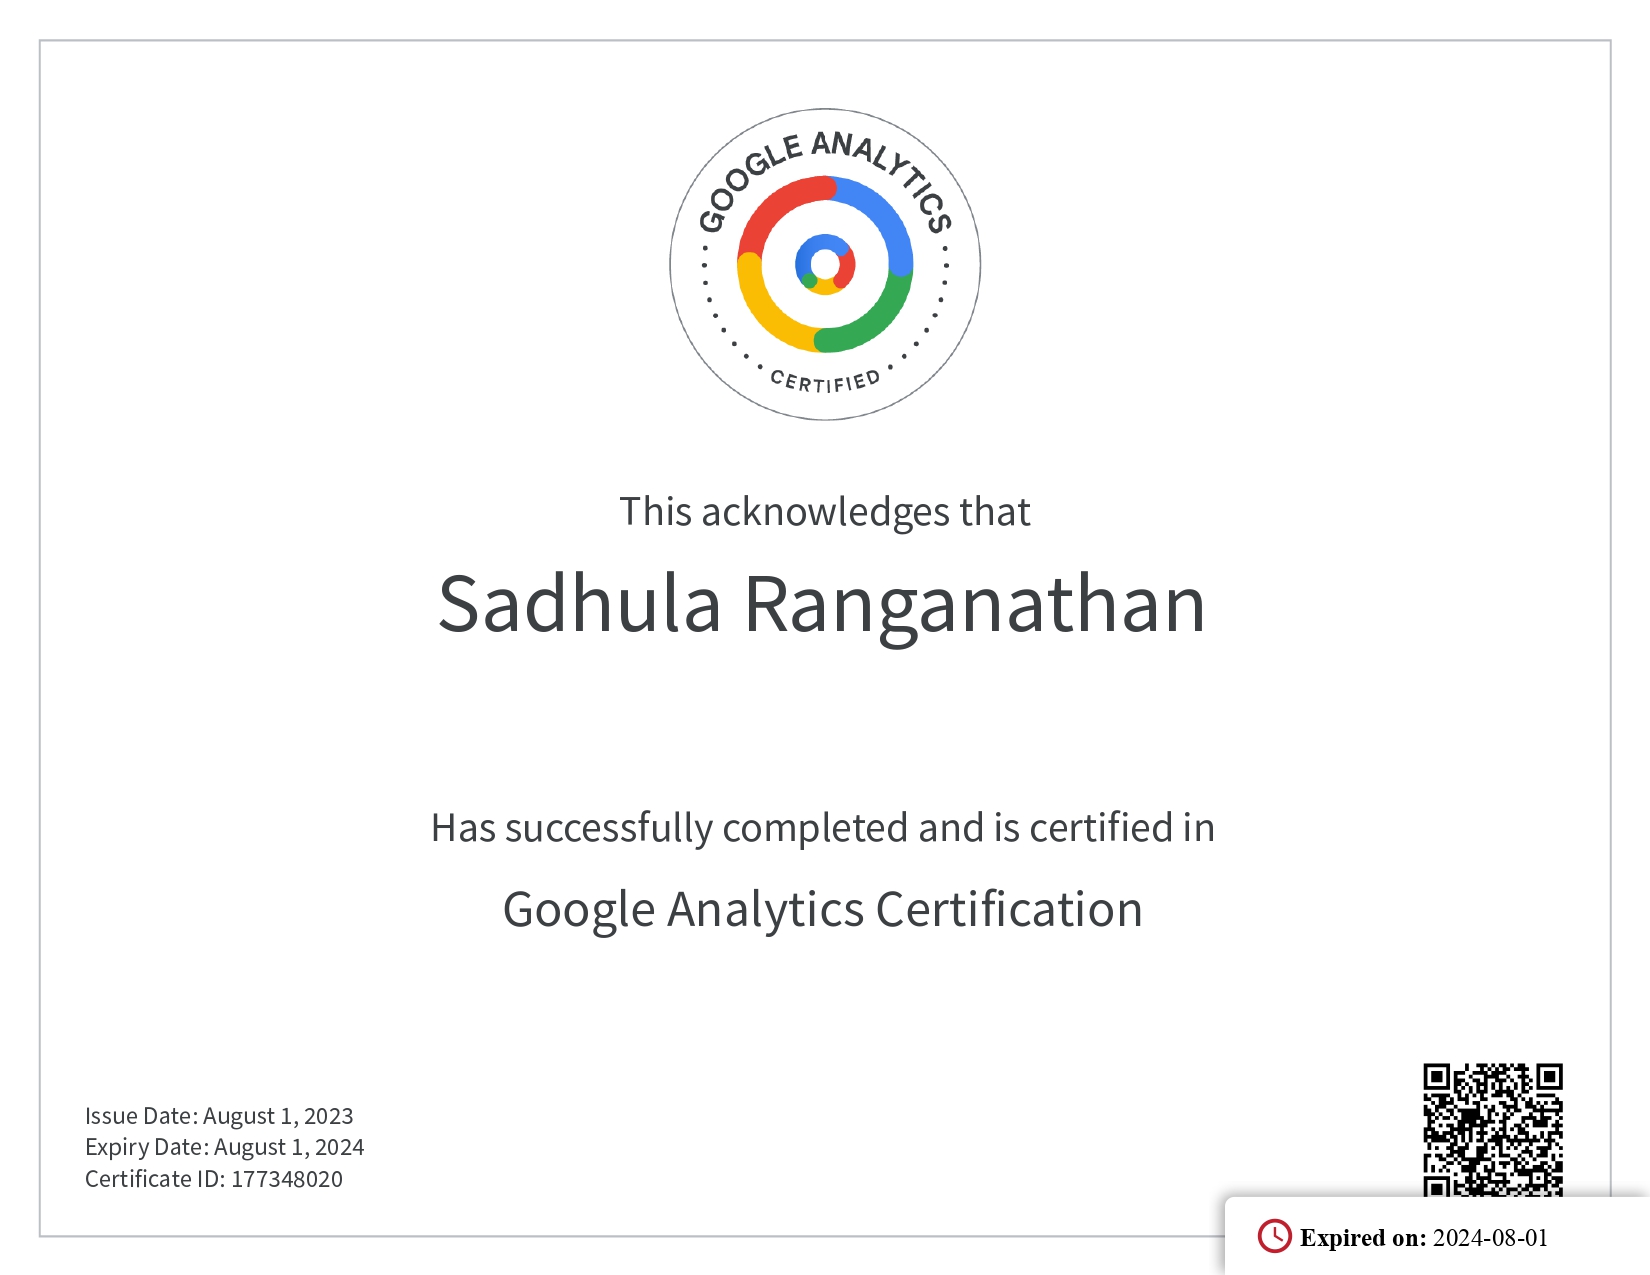 GOOGLE ANALYTICS
CERTIFIED
This acknowledges that
Sadhula Ranganathan
Has successfully completed and is certified in
Google Analytics Certification
Issue Date: August 1, 2023
Expiry Date: August 1, 2024
Certificate ID: 177348020
Expired on: 2024-08-01